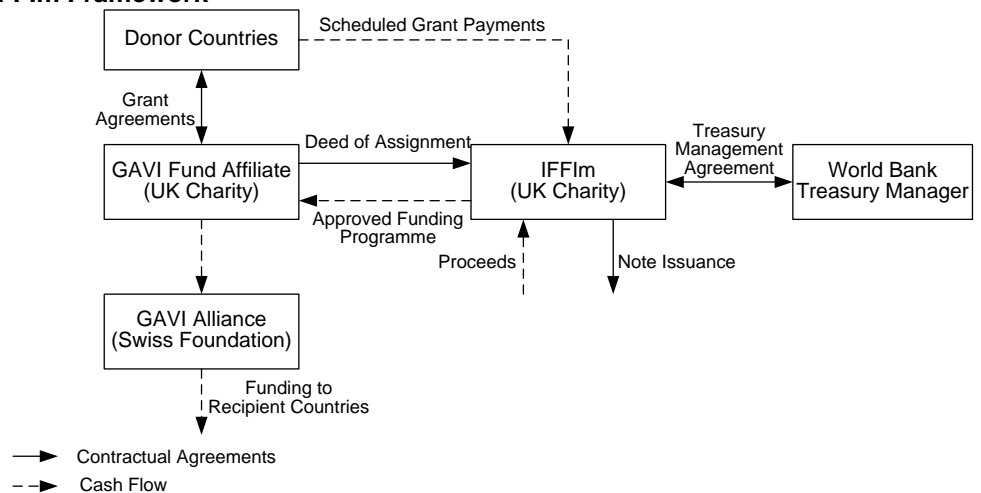 Framework
Donor Countries
Scheduled Grant Payments
Grant
Agreements
Deed of Assignment
Treasury
Management
Agreement
GAVI Fund Affiliate
(UK Charity)
IFFIm
(UK Charity)
World Bank
Treasury Manager
Approved Funding
Programme
Proceeds
Note Issuance
GAVI Alliance
(Swiss Foundation)
Funding to
Recipient Countries
Contractual Agreements
Cash Flow